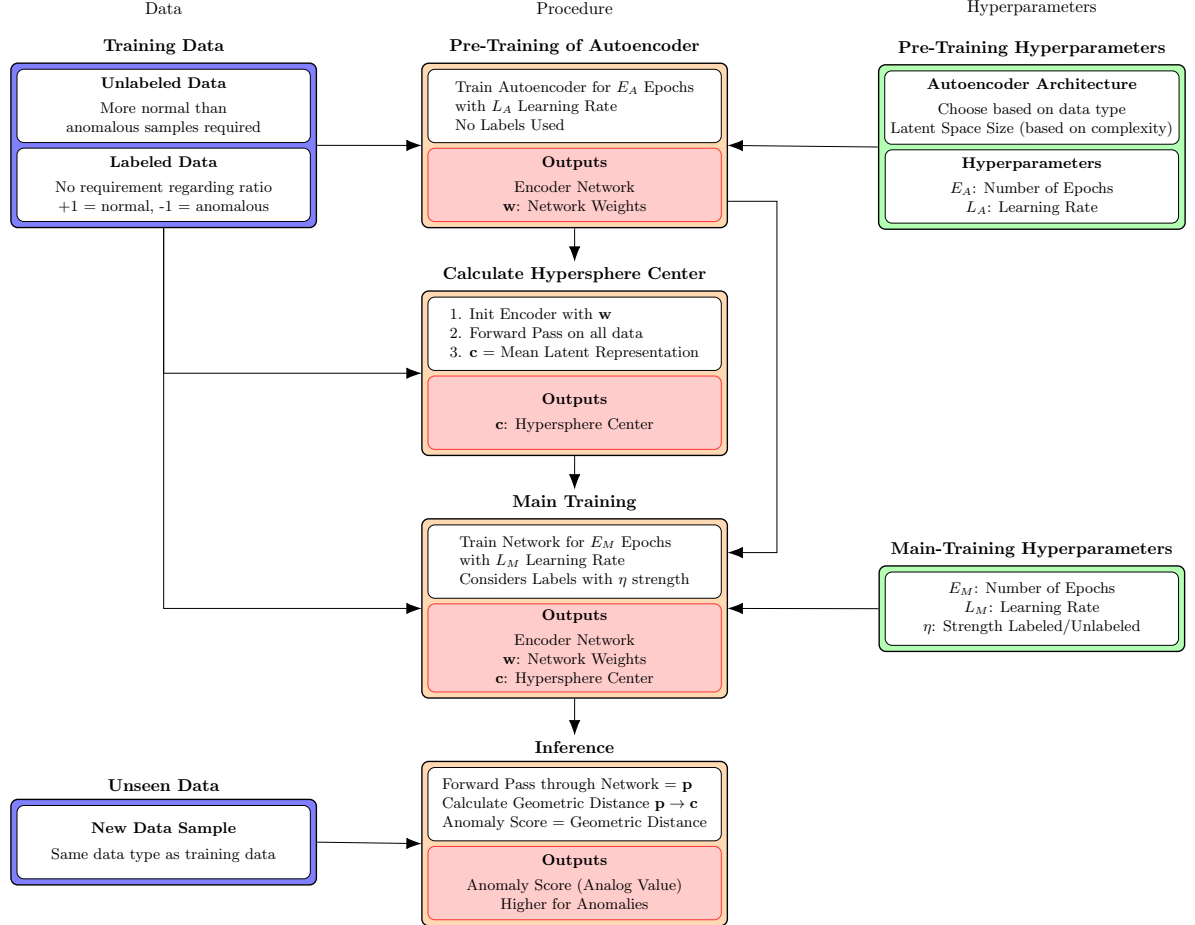 Data
Procedure
Hyperparameters
Training Data
Unlabeled Data
More normal than
anomalous samples required
Labeled Data
No requirement regarding ratio
+1 = normal, -1 = anomalous
Pre-Training of Autoencoder
Train Autoencoder for E_A Epochs
with L_A Learning Rate
No Labels Used
Outputs
Encoder Network
w: Network Weights
Pre-Training Hyperparameters
Autoencoder Architecture
Choose based on data type
Latent Space Size (based on complexity)
Hyperparameters
E_A: Number of Epochs
L_A: Learning Rate
Calculate Hypersphere Center
1. Init Encoder with w
2. Forward Pass on all data
3. c = Mean Latent Representation
Outputs
c: Hypersphere Center
Main Training
Train Network for E_M Epochs
with L_M Learning Rate
Considers Labels with η strength
Outputs
Encoder Network
w: Network Weights
c: Hypersphere Center
Main-Training Hyperparameters
E_M: Number of Epochs
L_M: Learning Rate
η: Strength Labeled/Unlabeled
Unseen Data
New Data Sample
Same data type as training data
Inference
Forward Pass through Network = p
Calculate Geometric Distance p → c
Anomaly Score = Geometric Distance
Outputs
Anomaly Score (Analog Value)
Higher for Anomalies